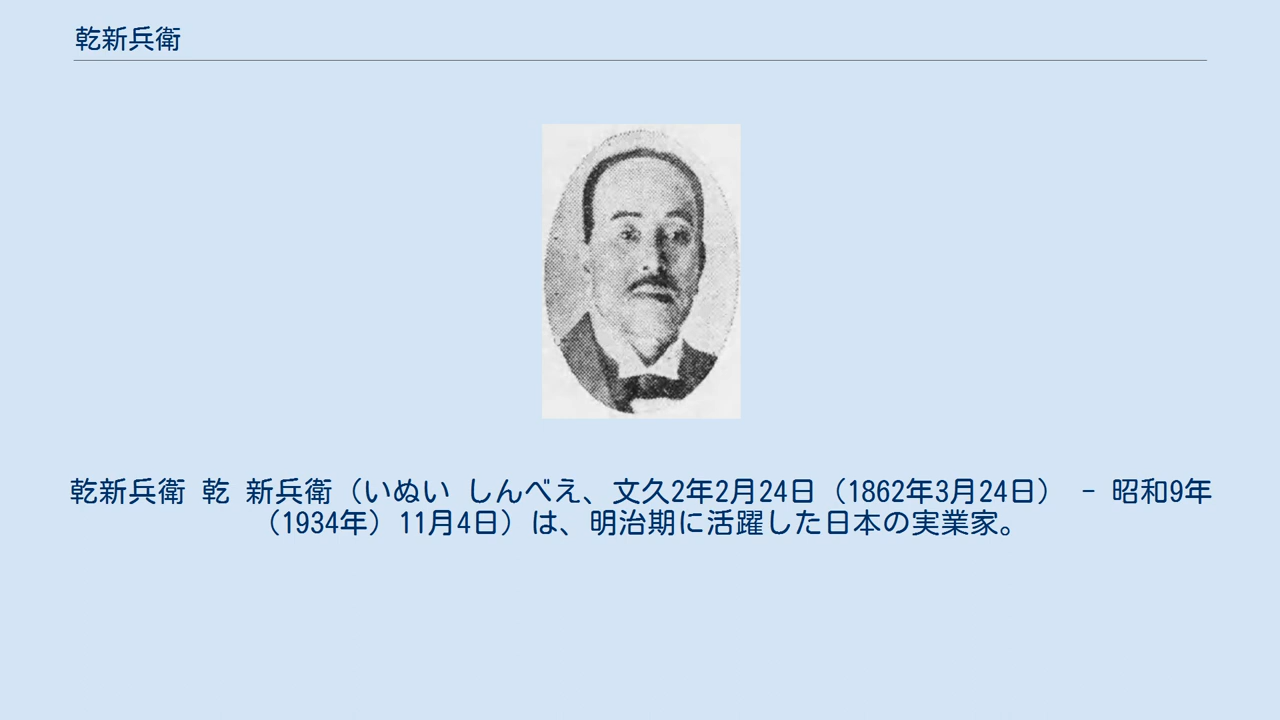 乾新兵衛
乾新兵衛 乾 新兵衛（いぬい しんべえ、文久2年2月24日（1862年3月24日） - 昭和9年
（1934年）11月4日）は、明治期に活躍した日本の実業家。